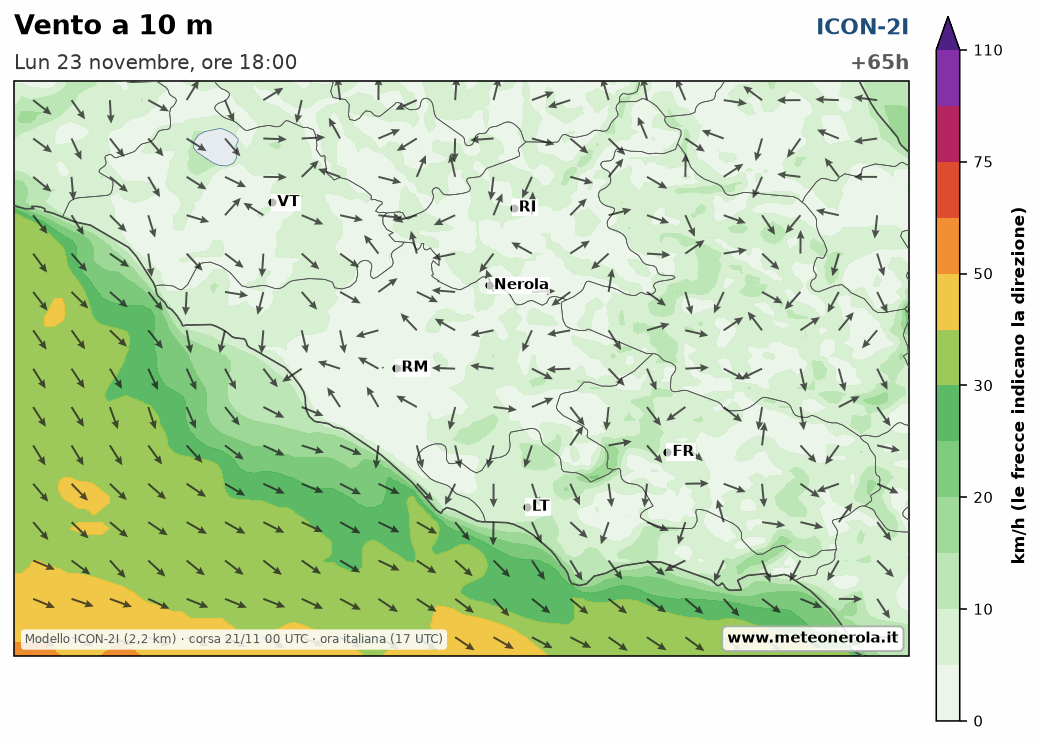 Vento a 10 m
ICON-2I
Lun 23 novembre, ore 18:00
+65h
VT
RI
Nerola
RM
FR
LT
Modello ICON-2I (2,2 km) · corsa 21/11 00 UTC · ora italiana (17 UTC)
www.meteonerola.it
110
75
50
30
20
10
0
km/h (le frecce indicano la direzione)